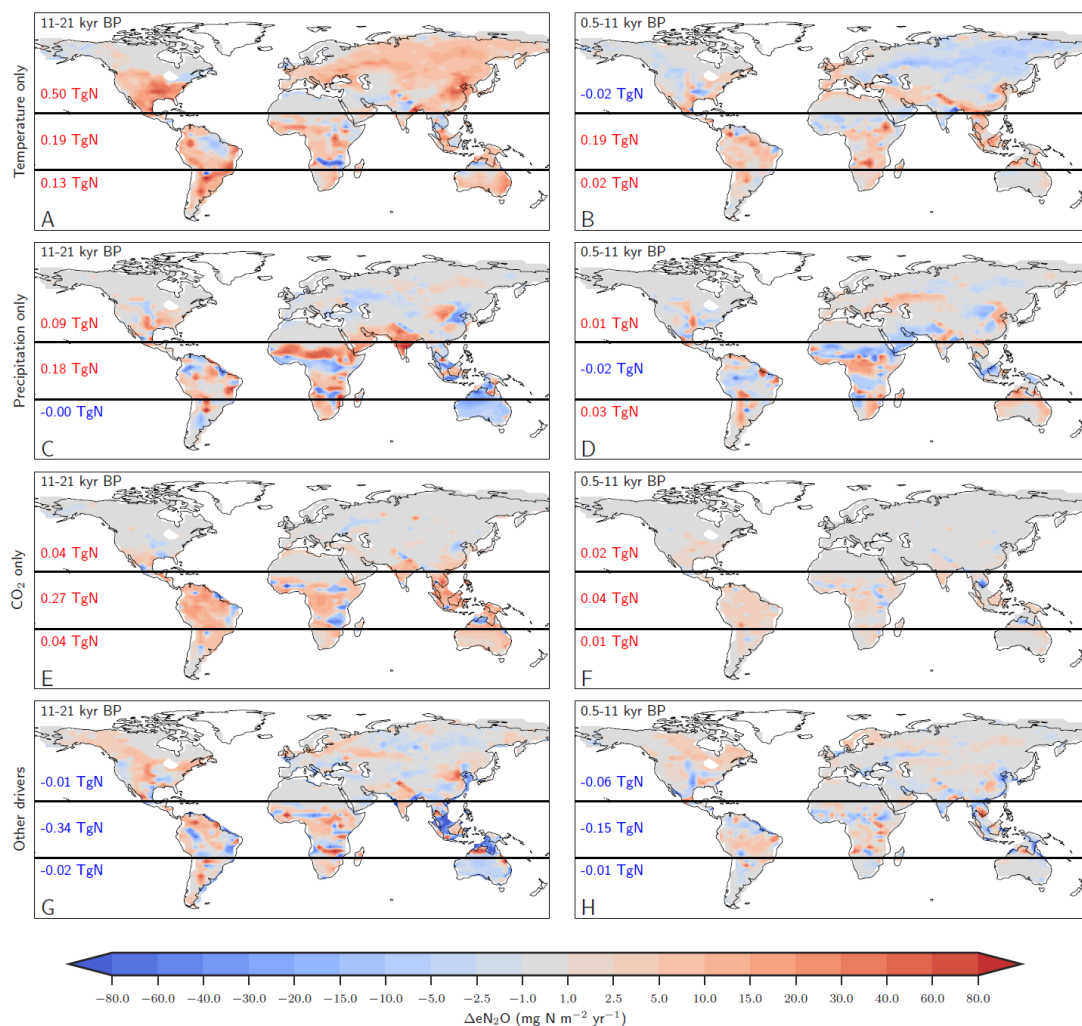 11-21 kyr BP
0.5-11 kyr BP
Temperature only
0.50 TgN
0.19 TgN
0.13 TgN
A
-0.02 TgN
0.19 TgN
0.02 TgN
B
11-21 kyr BP
0.5-11 kyr BP
Precipitation only
0.09 TgN
0.18 TgN
-0.00 TgN
C
0.01 TgN
-0.02 TgN
0.03 TgN
D
11-21 kyr BP
0.5-11 kyr BP
CO₂ only
0.04 TgN
0.27 TgN
0.04 TgN
E
0.02 TgN
0.04 TgN
0.01 TgN
F
11-21 kyr BP
0.5-11 kyr BP
Other drivers
-0.01 TgN
-0.34 TgN
-0.02 TgN
G
-0.06 TgN
-0.15 TgN
-0.01 TgN
H
−80.0 −60.0 −40.0 −30.0 −20.0 −15.0 −10.0 −5.0 −2.5 −1.0 1.0 2.5 5.0 10.0 15.0 20.0 30.0 40.0 60.0 80.0
ΔeN₂O (mg N m⁻² yr⁻¹)